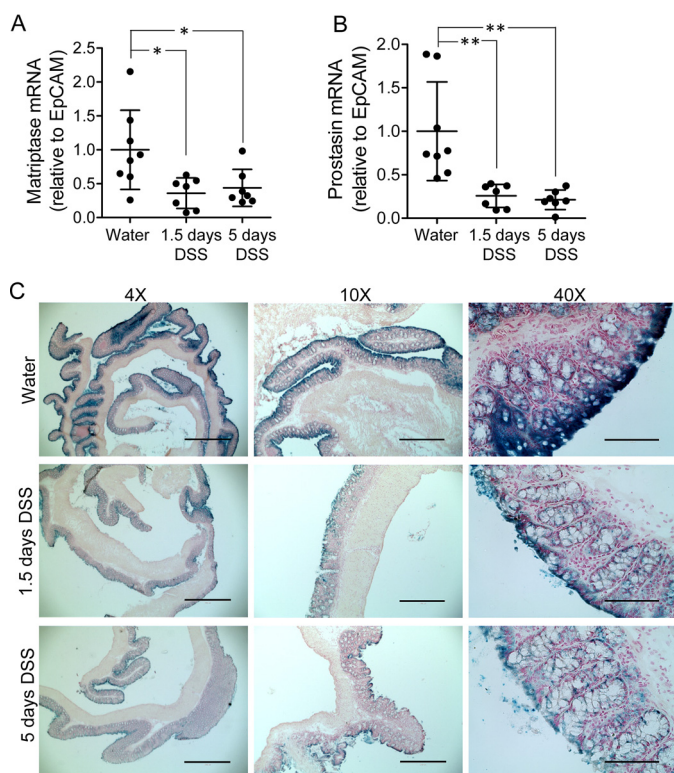 A
Matriptase mRNA
(relative to EpCAM)
2.5
2.0
1.5
1.0
0.5
0.0
*
*
Water
1.5 days
DSS
5 days
DSS
B
Prostasin mRNA
(relative to EpCAM)
2.0
1.5
1.0
0.5
0.0
**
**
Water
1.5 days
DSS
5 days
DSS
C
4X
10X
40X
Water
1.5 days DSS
5 days DSS